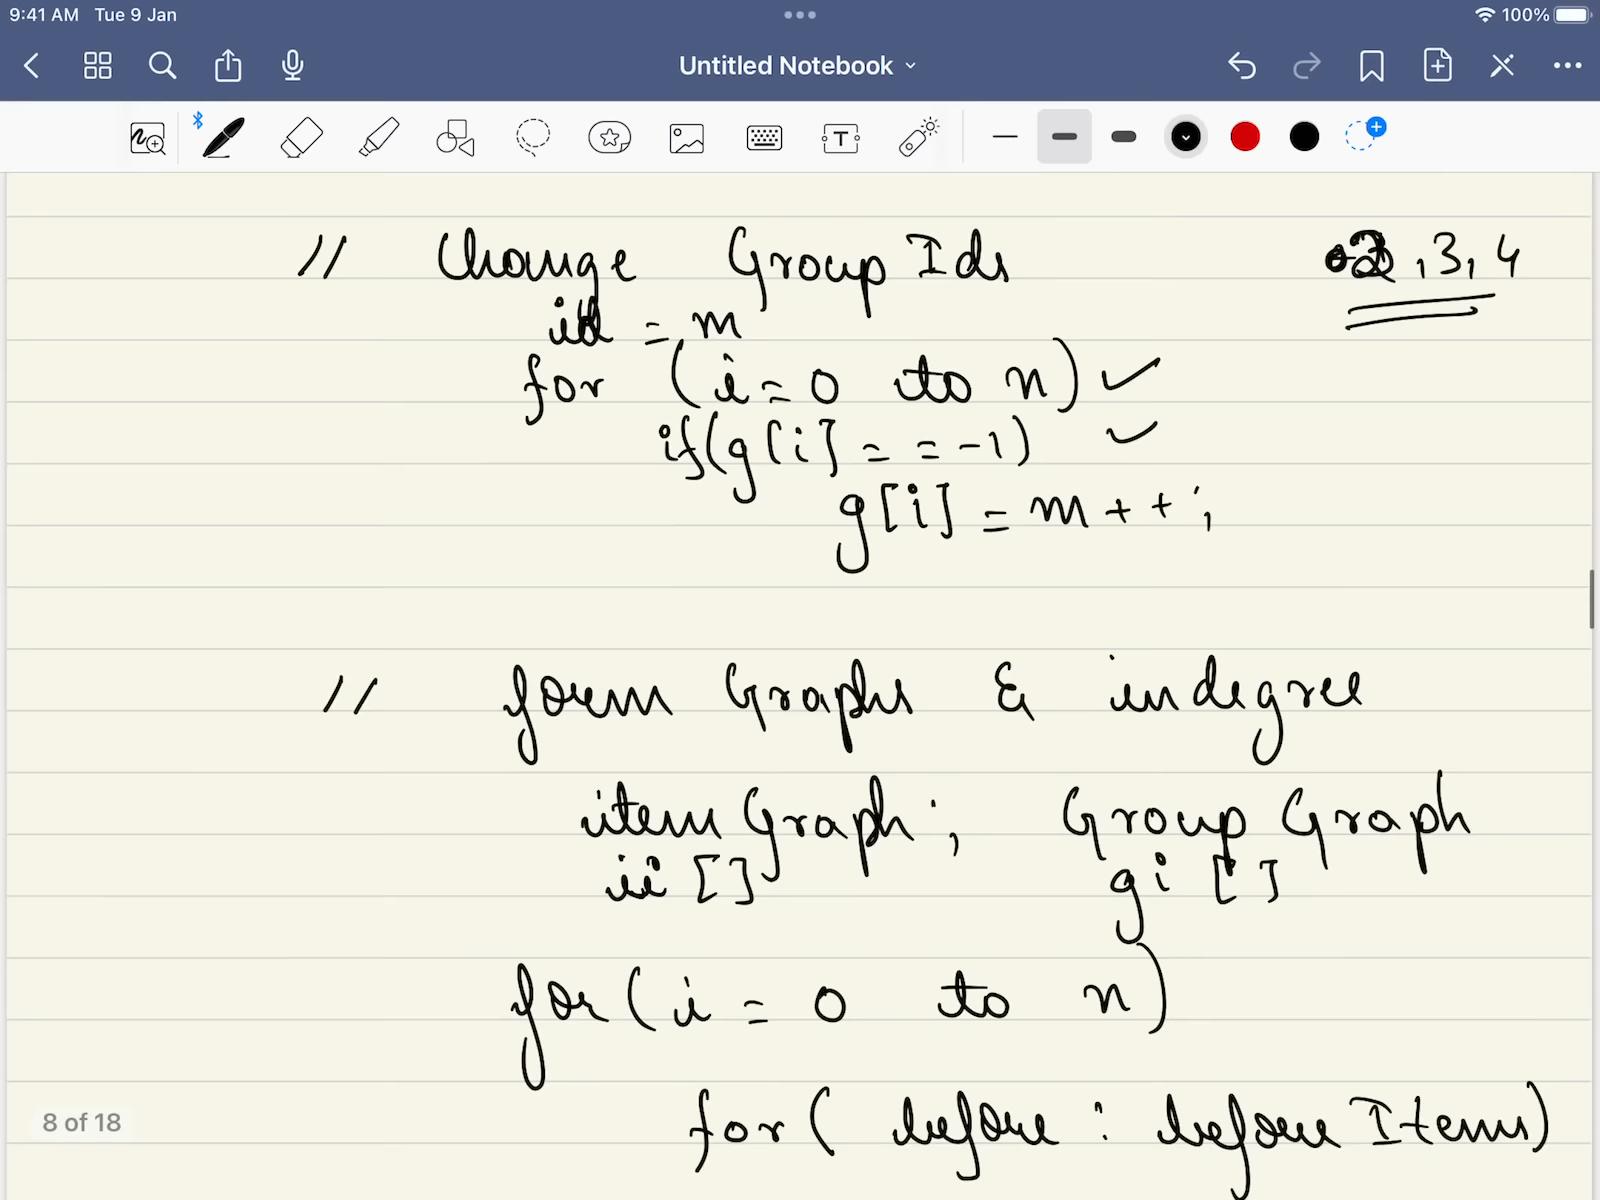 9:41 AM Tue 9 Jan
100%
Untitled Notebook
T
// Change Group Ids
,3, 4
id = m
for (i = 0 to n)
if(g[i] = = -1)
g[i] = m + + ;
// form Graphs & indegree
item Graph ; Group Graph
ii [] gi []
for (i = 0 to n)
for ( before : before Items)
8 of 18